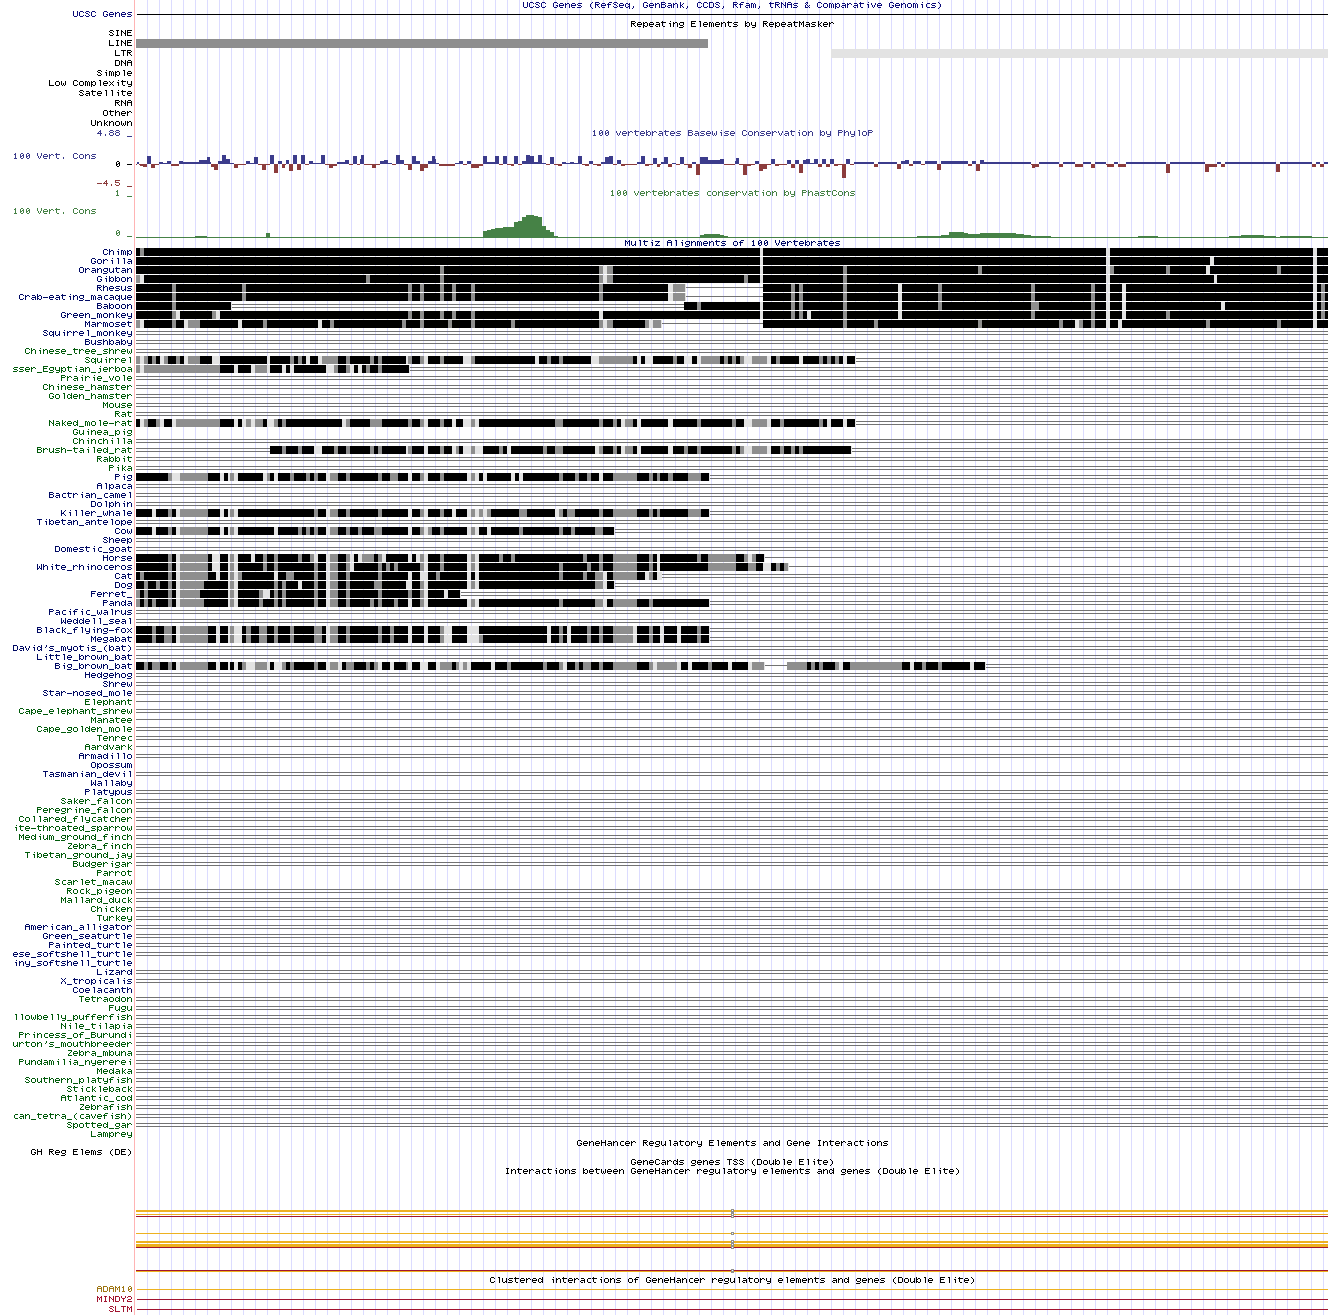 UCSC Genes (RefSeq, GenBank, CCDS, Rfam, tRNAs & Comparative Genomics)
UCSC Genes
Repeating Elements by RepeatMasker
SINE
LINE
LTR
DNA
Simple
Low Complexity
Satellite
RNA
Other
Unknown
4.88 _
100 vertebrates Basewise Conservation by PhyloP
100 Vert. Cons
0 _
-4.5 _
1 _
100 vertebrates conservation by PhastCons
100 Vert. Cons
0 _
Multiz Alignments of 100 Vertebrates
Chimp
Gorilla
Orangutan
Gibbon
Rhesus
Crab-eating_macaque
Baboon
Green_monkey
Marmoset
Squirrel_monkey
Bushbaby
Chinese_tree_shrew
Squirrel
sser_Egyptian_jerboa
Prairie_vole
Chinese_hamster
Golden_hamster
Mouse
Rat
Naked_mole-rat
Guinea_pig
Chinchilla
Brush-tailed_rat
Rabbit
Pika
Pig
Alpaca
Bactrian_camel
Dolphin
Killer_whale
Tibetan_antelope
Cow
Sheep
Domestic_goat
Horse
White_rhinoceros
Cat
Dog
Ferret_
Panda
Pacific_walrus
Weddell_seal
Black_flying-fox
Megabat
David's_myotis_(bat)
Little_brown_bat
Big_brown_bat
Hedgehog
Shrew
Star-nosed_mole
Elephant
Cape_elephant_shrew
Manatee
Cape_golden_mole
Tenrec
Aardvark
Armadillo
Opossum
Tasmanian_devil
Wallaby
Platypus
Saker_falcon
Peregrine_falcon
Collared_flycatcher
ite-throated_sparrow
Medium_ground_finch
Zebra_finch
Tibetan_ground_jay
Budgerigar
Parrot
Scarlet_macaw
Rock_pigeon
Mallard_duck
Chicken
Turkey
American_alligator
Green_seaturtle
Painted_turtle
ese_softshell_turtle
iny_softshell_turtle
Lizard
X_tropicalis
Coelacanth
Tetraodon
Fugu
llowbelly_pufferfish
Nile_tilapia
Princess_of_Burundi
urton's_mouthbreeder
Zebra_mbuna
Pundamilia_nyererei
Medaka
Southern_platyfish
Stickleback
Atlantic_cod
Zebrafish
can_tetra_(cavefish)
Spotted_gar
Lamprey
GeneHancer Regulatory Elements and Gene Interactions
GH Reg Elems (DE)
GeneCards genes TSS (Double Elite)
Interactions between GeneHancer regulatory elements and genes (Double Elite)
Clustered interactions of GeneHancer regulatory elements and genes (Double Elite)
ADAM10
MINDY2
SLTM